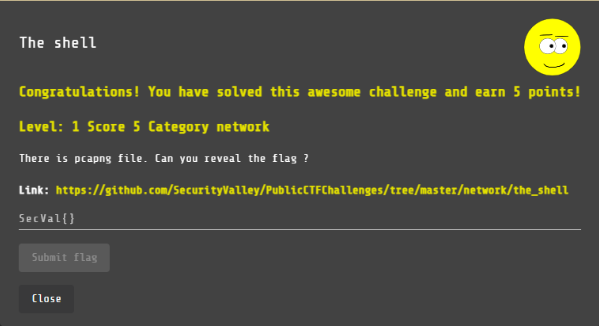 The shell
Congratulations! You have solved this awesome challenge and earn 5 points!
Level: 1 Score 5 Category network
There is pcapng file. Can you reveal the flag ?
Link: https://github.com/SecurityValley/PublicCTFChallenges/tree/master/network/the_shell
SecVal{}
Submit flag
Close